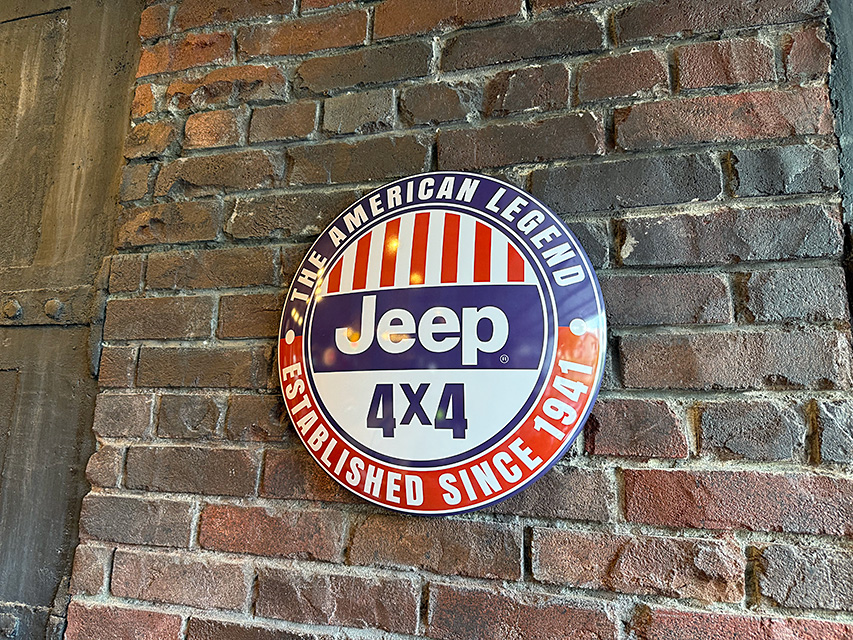 THE AMERICAN LEGEND
Jeep®
4X4
ESTABLISHED SINCE 1941